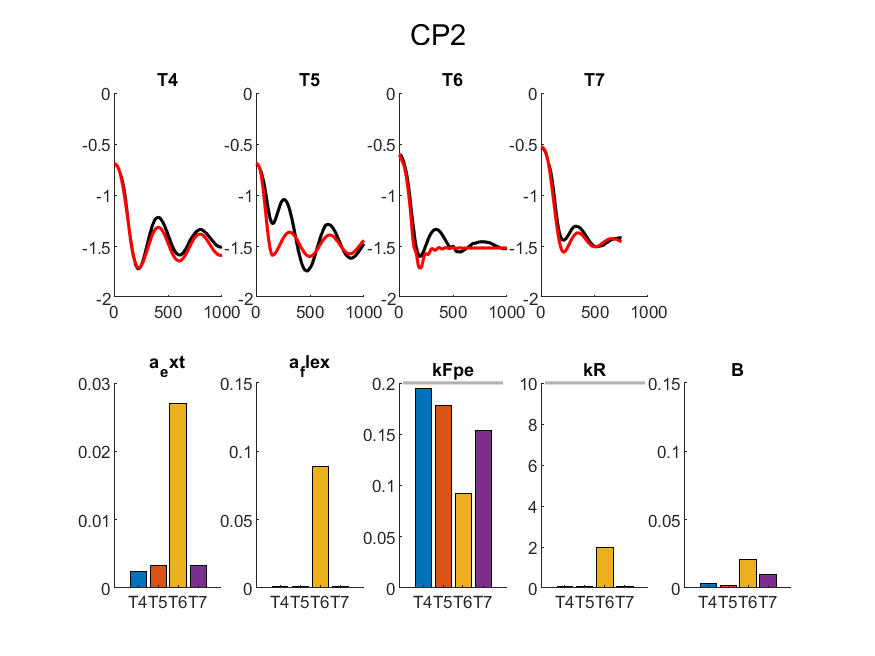 CP2
T4 T5 T6 T7
0 0 0 0
-0.5 -0.5 -0.5 -0.5
-1 -1 -1 -1
-1.5 -1.5 -1.5 -1.5
-2 -2 -2 -2
0 500 1000 0 500 1000 0 500 1000 0 500 1000
a_ext a_flex kFpe kR B
0.03 0.15 0.2 10 0.15
8
0.15
0.02 0.1 0.1
6
0.1
4
0.01 0.05 0.05
0.05
2
0 0 0 0 0
T4T5T6T7 T4T5T6T7 T4T5T6T7 T4T5T6T7 T4T5T6T7